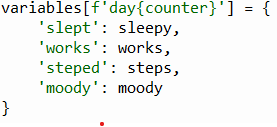 variables[f'day{counter}'] = {
    'slept': sleepy,
    'works': works,
    'steped': steps,
    'moody': moody
}